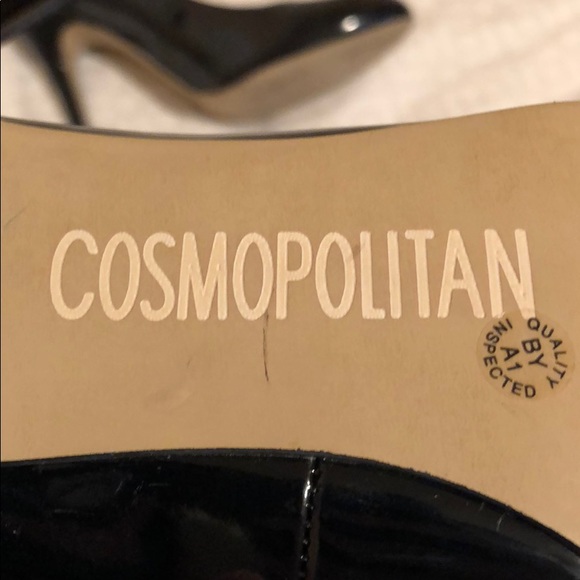 COSMOPOLITAN
QUALITY
INSPECTED
BY
A1